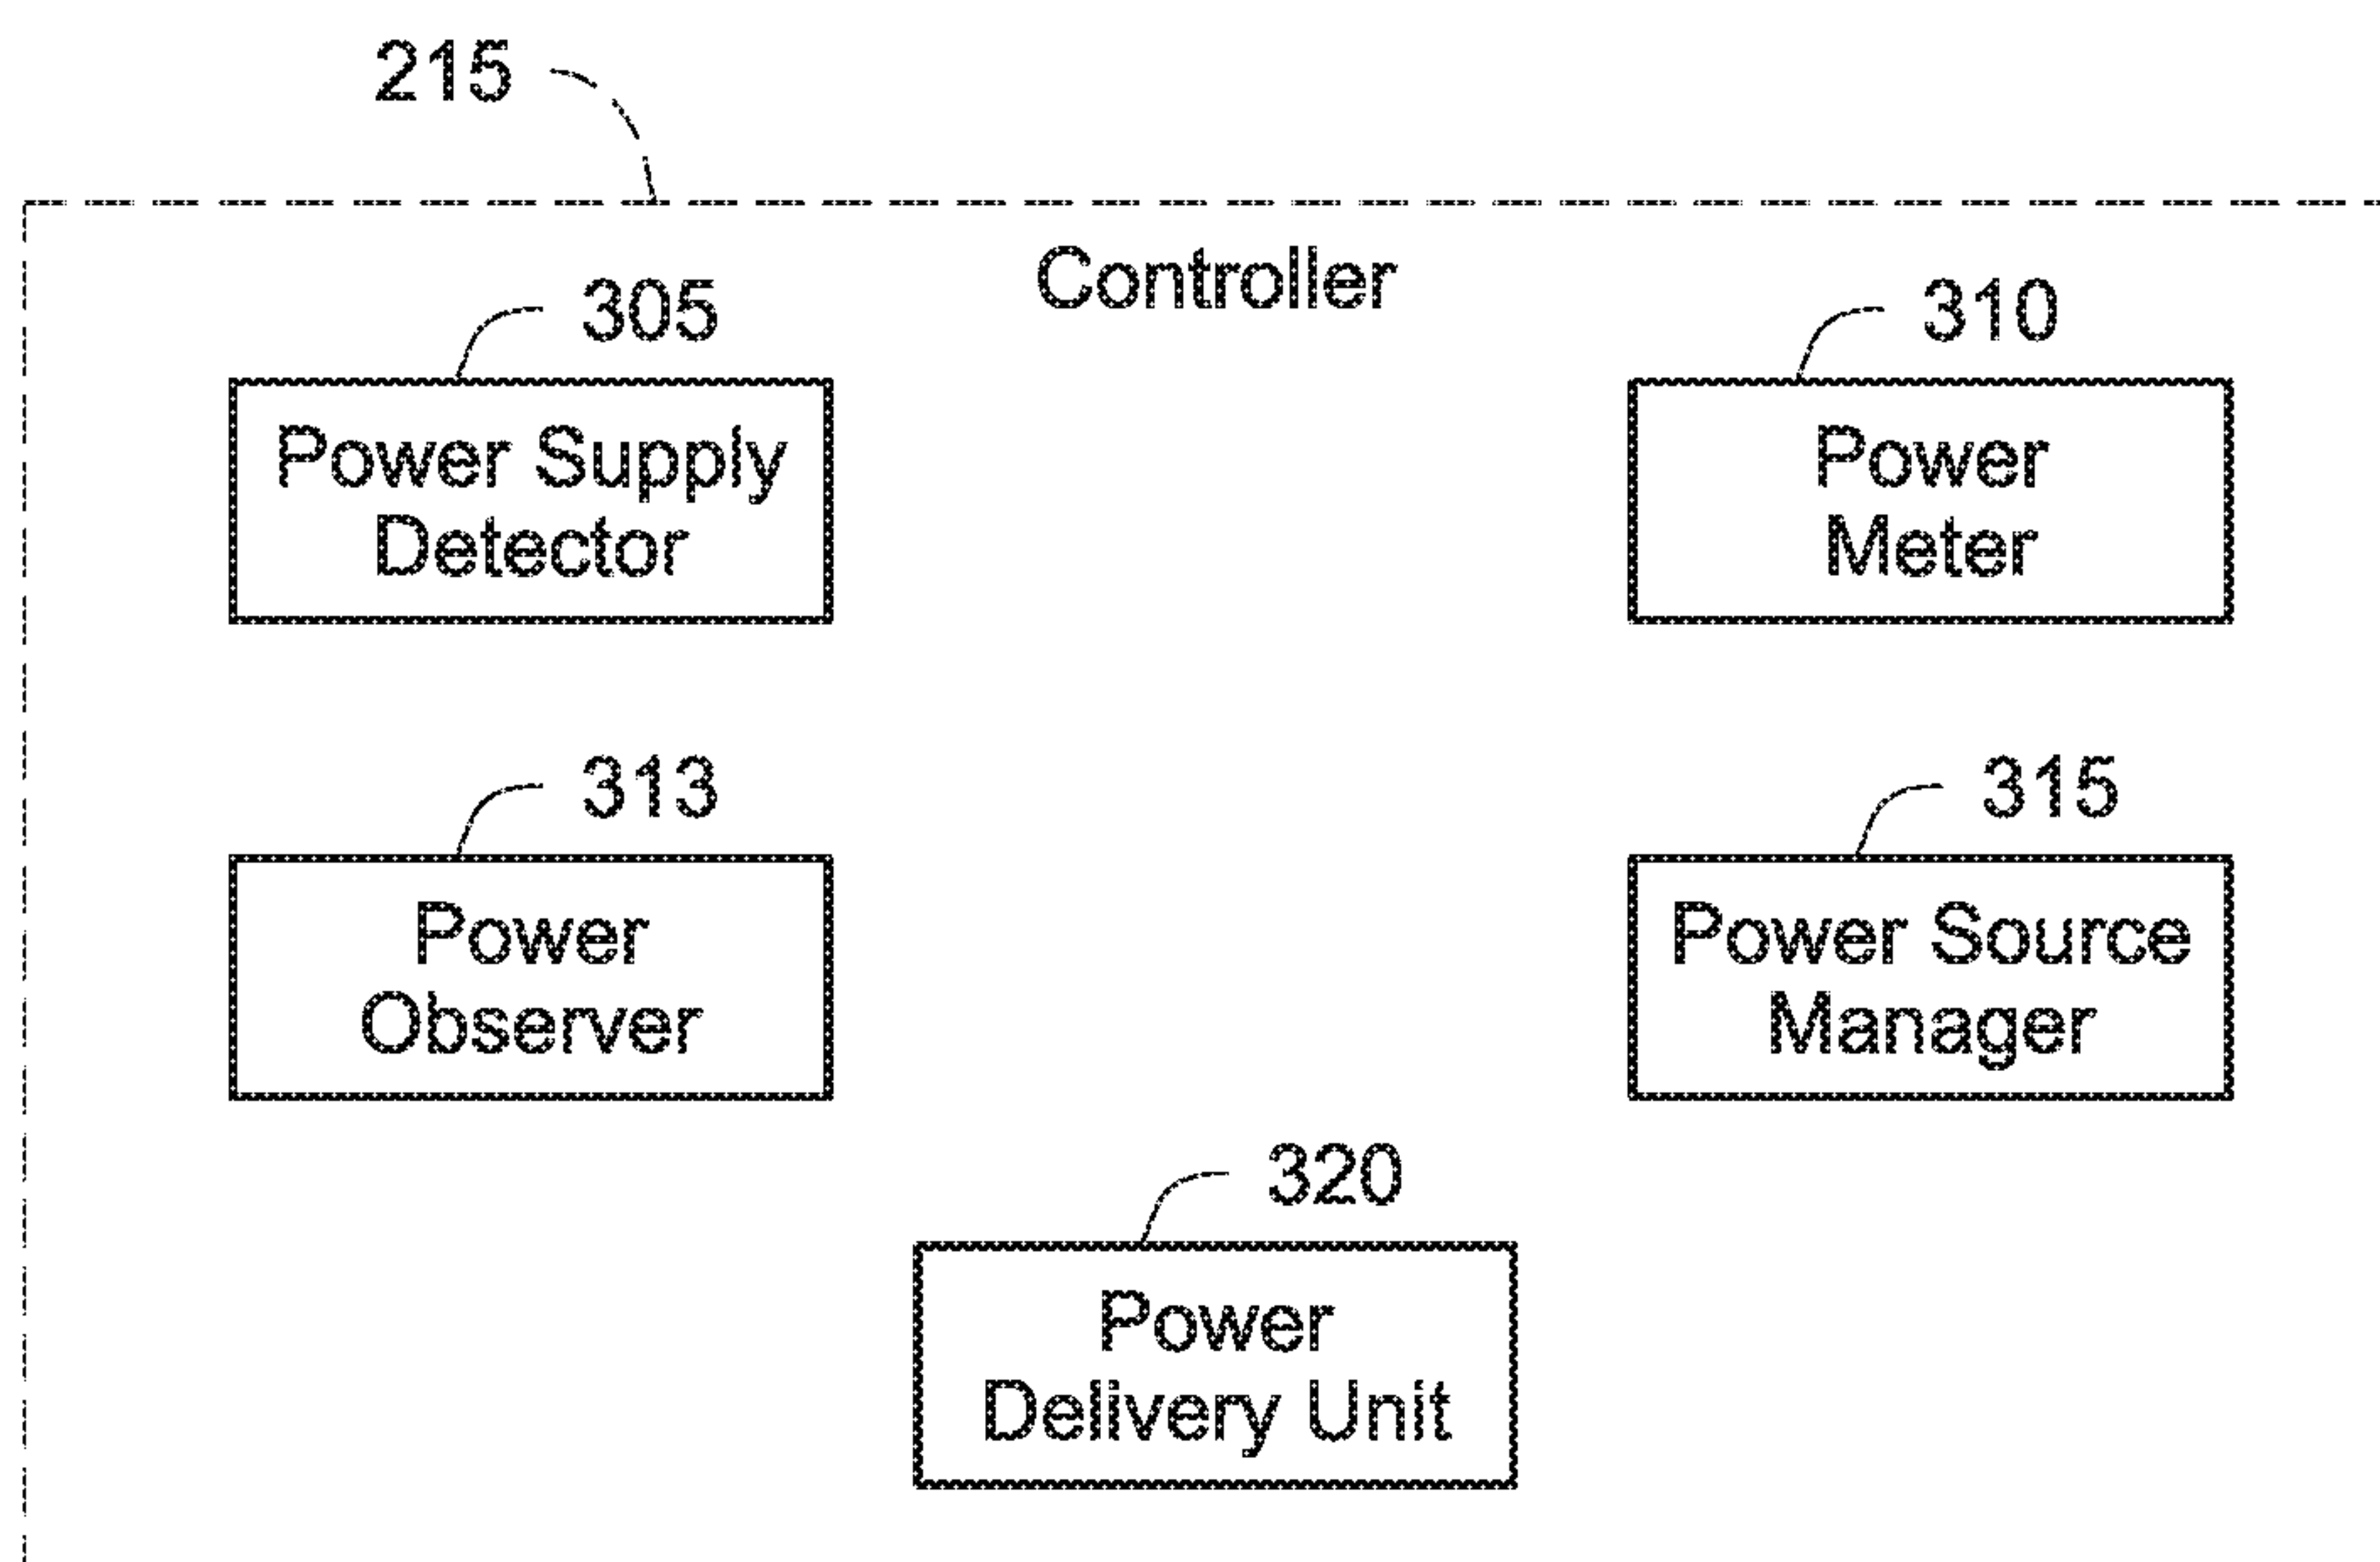 215
Controller
305
310
Power Supply
Detector
Power
Meter
313
315
Power
Observer
Power Source
Manager
320
Power
Delivery Unit